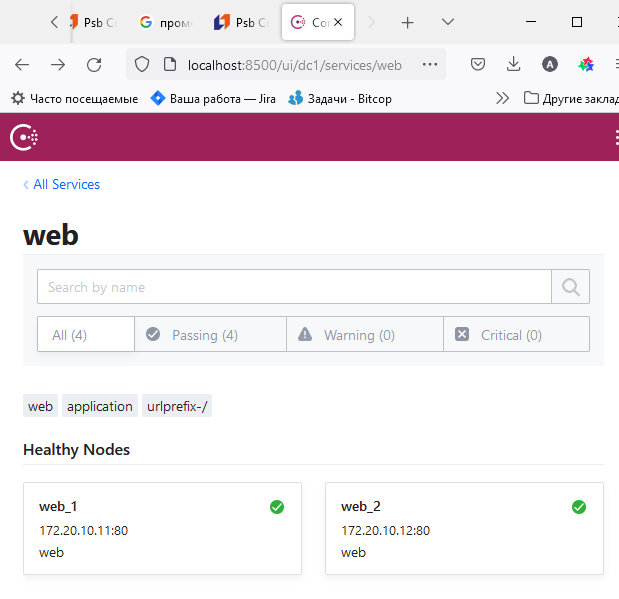 Psb Co
пром
Psb Co
Con
localhost:8500/ui/dc1/services/web
A
Часто посещаемые
Ваша работа — Jira
Задачи - Bitcop
Другие заклад
All Services
web
Search by name
All (4)
Passing (4)
Warning (0)
Critical (0)
web application urlprefix-/
Healthy Nodes
web_1
172.20.10.11:80
web
web_2
172.20.10.12:80
web